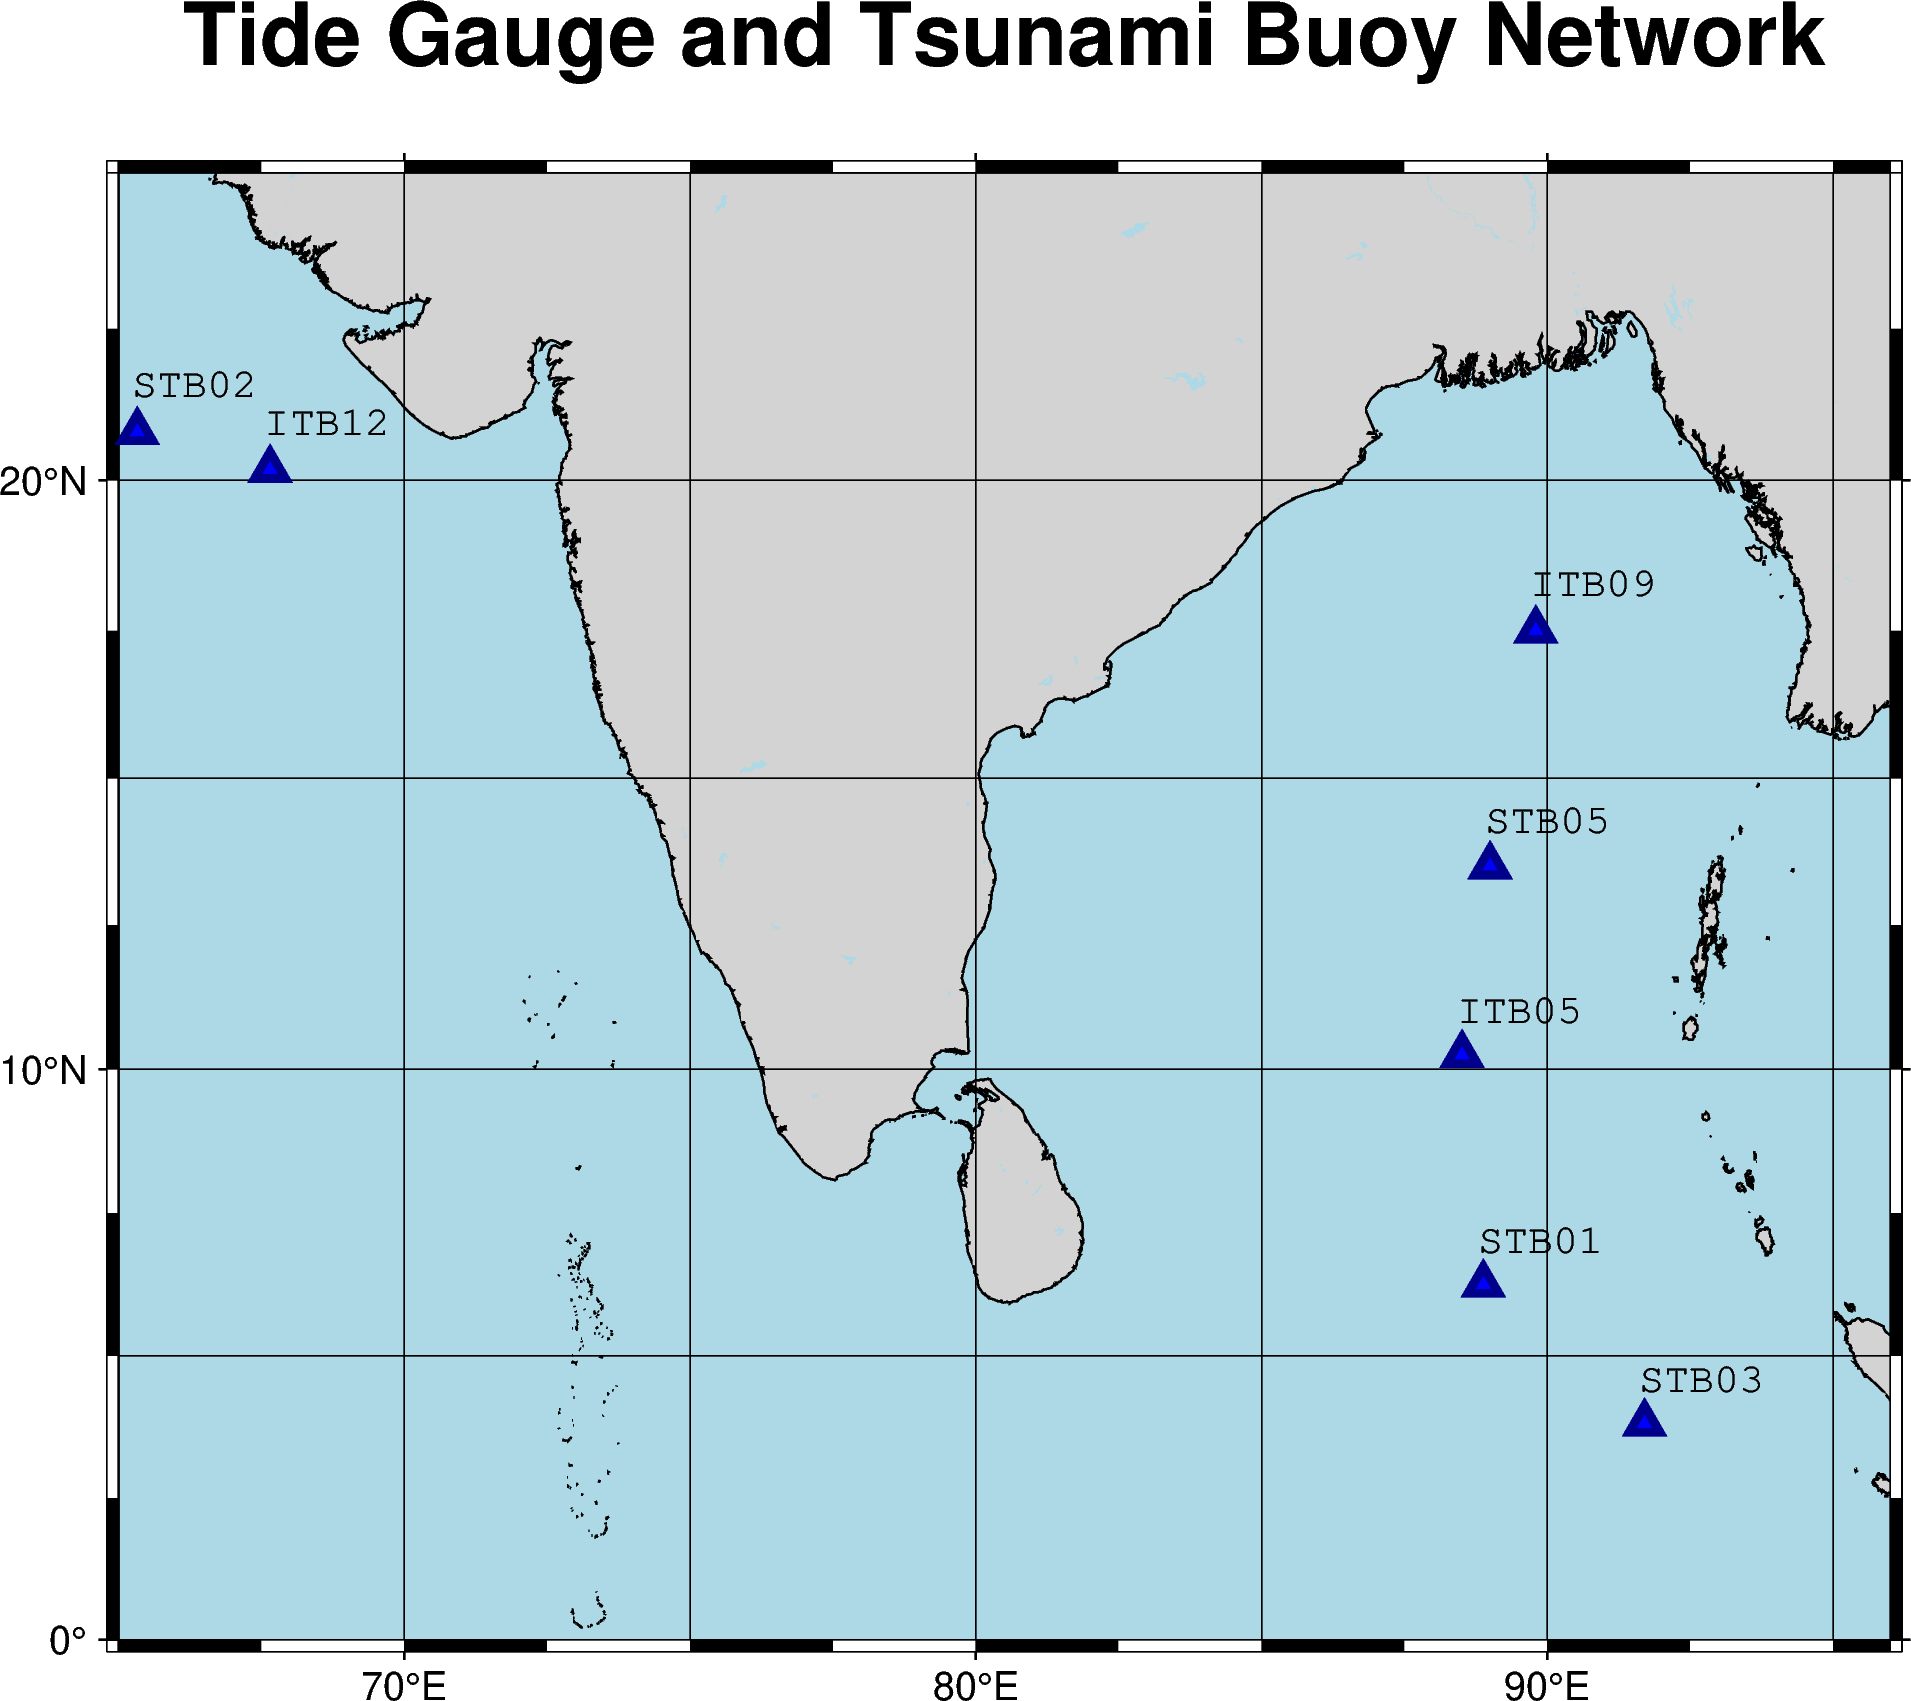 Tide Gauge and Tsunami Buoy Network
STB02
ITB12
20°N
ITB09
STB05
ITB05
10°N
STB01
STB03
0°
70°E
80°E
90°E